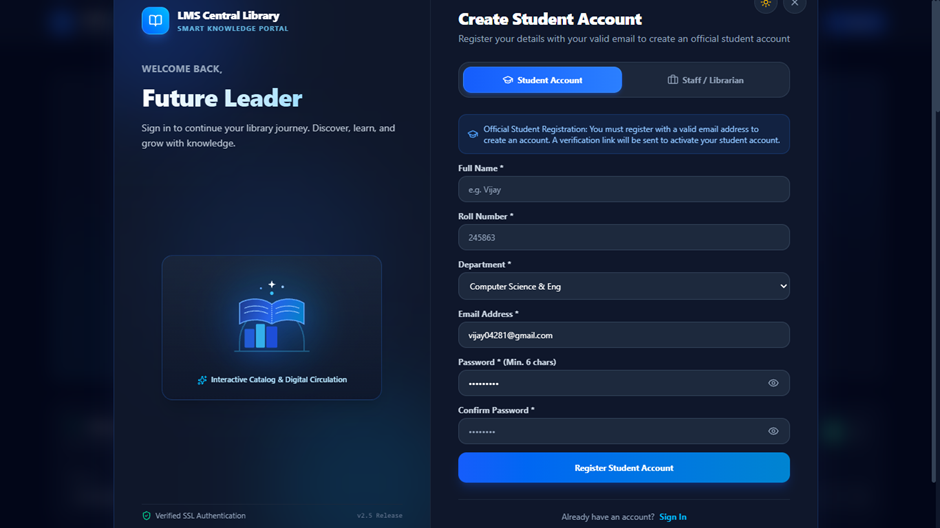 LMS Central Library
SMART KNOWLEDGE PORTAL
WELCOME BACK,
Future Leader
Sign in to continue your library journey. Discover, learn, and
grow with knowledge.
Interactive Catalog & Digital Circulation
Verified SSL Authentication
v2.5 Release
Create Student Account
Register your details with your valid email to create an official student account
Student Account
Staff / Librarian
Official Student Registration: You must register with a valid email address to
create an account. A verification link will be sent to activate your student account.
Full Name *
e.g. Vijay
Roll Number *
245863
Department *
Computer Science & Eng
Email Address *
vijay04281@gmail.com
Password * (Min. 6 chars)
•••••••••
Confirm Password *
••••••••
Register Student Account
Already have an account? Sign In